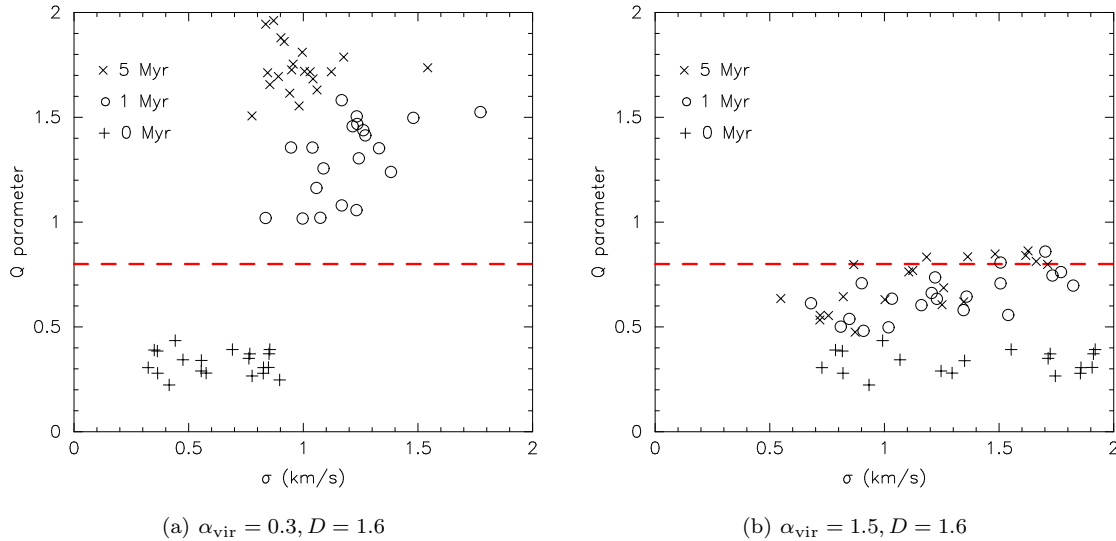 2
1.5
1
0.5
0
Q parameter
× 5 Myr
○ 1 Myr
+ 0 Myr
0 0.5 1 1.5 2
σ (km/s)
(a) α_vir = 0.3, D = 1.6
2
1.5
1
0.5
0
Q parameter
× 5 Myr
○ 1 Myr
+ 0 Myr
0 0.5 1 1.5 2
σ (km/s)
(b) α_vir = 1.5, D = 1.6